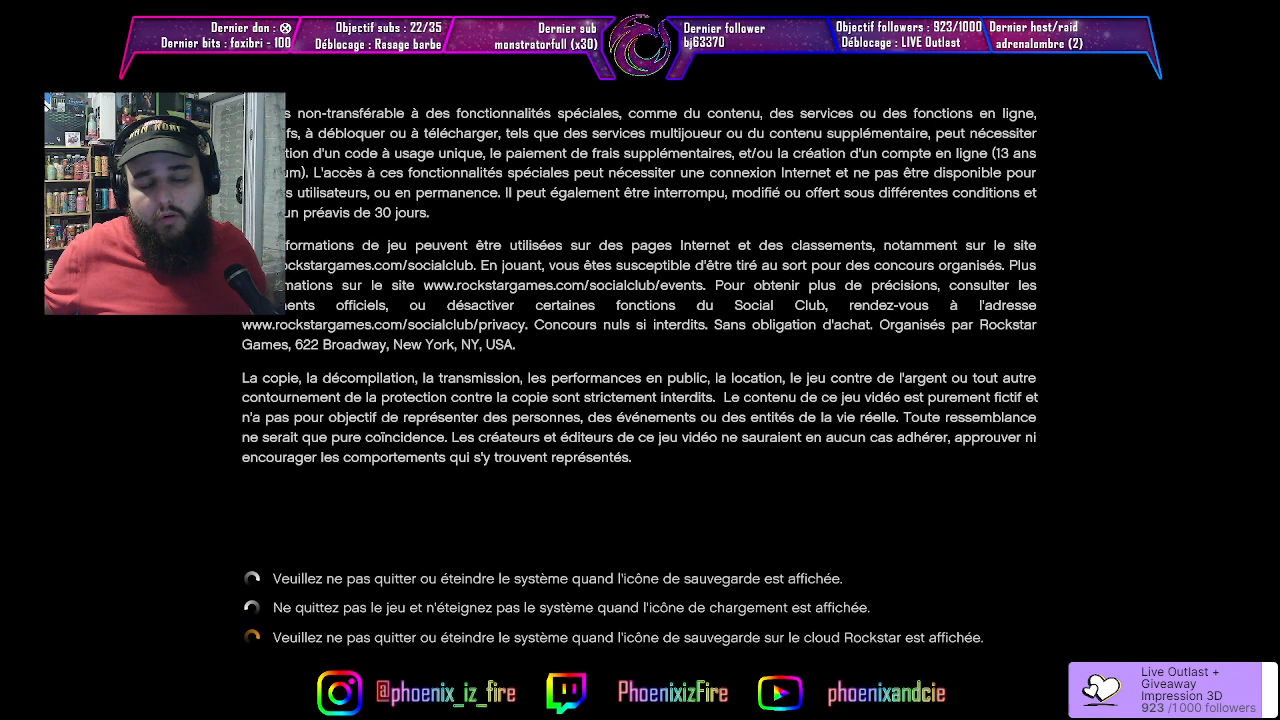 Dernier don : ⊗
Dernier bits : foxibri - 100
Objectif subs : 22/35
Déblocage : Rasage barbe
Dernier sub
monstratorfull (x30)
Dernier follower
bj63370
Objectif followers : 923/1000
Déblocage : LIVE Outlast
Dernier host/raid
adrenalombre (2)
non-transférable à des fonctionnalités spéciales, comme du contenu, des services ou des fonctions en ligne,
à débloquer ou à télécharger, tels que des services multijoueur ou du contenu supplémentaire, peut nécessiter
d'un code à usage unique, le paiement de frais supplémentaires, et/ou la création d'un compte en ligne (13 ans
L'accès à ces fonctionnalités spéciales peut nécessiter une connexion Internet et ne pas être disponible pour
utilisateurs, ou en permanence. Il peut également être interrompu, modifié ou offert sous différentes conditions et
un préavis de 30 jours.
de jeu peuvent être utilisées sur des pages Internet et des classements, notamment sur le site
ockstargames.com/socialclub. En jouant, vous êtes susceptible d'être tiré au sort pour des concours organisés. Plus
sur le site www.rockstargames.com/socialclub/events. Pour obtenir plus de précisions, consulter les
officiels, ou désactiver certaines fonctions du Social Club, rendez-vous à l'adresse
www.rockstargames.com/socialclub/privacy. Concours nuls si interdits. Sans obligation d'achat. Organisés par Rockstar
Games, 622 Broadway, New York, NY, USA.
La copie, la décompilation, la transmission, les performances en public, la location, le jeu contre de l'argent ou tout autre
contournement de la protection contre la copie sont strictement interdits. Le contenu de ce jeu vidéo est purement fictif et
n'a pas pour objectif de représenter des personnes, des événements ou des entités de la vie réelle. Toute ressemblance
ne serait que pure coïncidence. Les créateurs et éditeurs de ce jeu vidéo ne sauraient en aucun cas adhérer, approuver ni
encourager les comportements qui s'y trouvent représentés.
Veuillez ne pas quitter ou éteindre le système quand l'icône de sauvegarde est affichée.
Ne quittez pas le jeu et n'éteignez pas le système quand l'icône de chargement est affichée.
Veuillez ne pas quitter ou éteindre le système quand l'icône de sauvegarde sur le cloud Rockstar est affichée.
@phoenix_iz_fire
PhoenixizFire
phoenixandcie
Live Outlast +
Giveaway
Impression 3D
923 /1000 followers